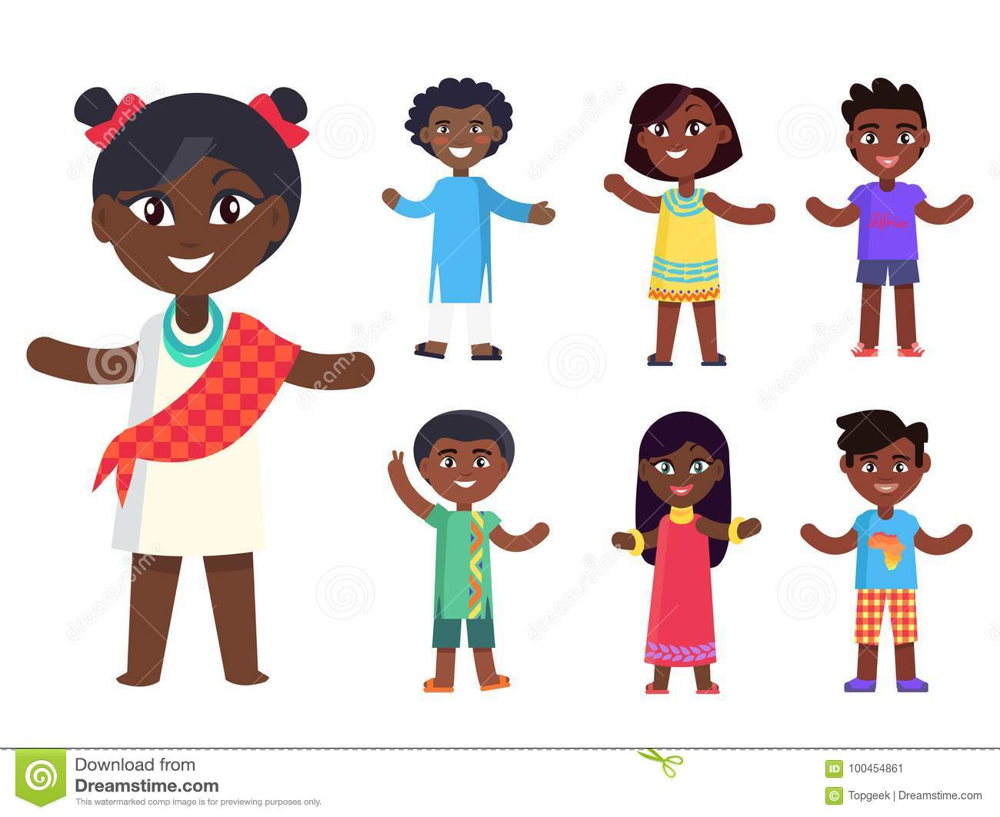 Africa
Download from
Dreamstime.com
This watermarked comp image is for previewing purposes only.
ID 100454861
© Topgeek | Dreamstime.com
dreamstime